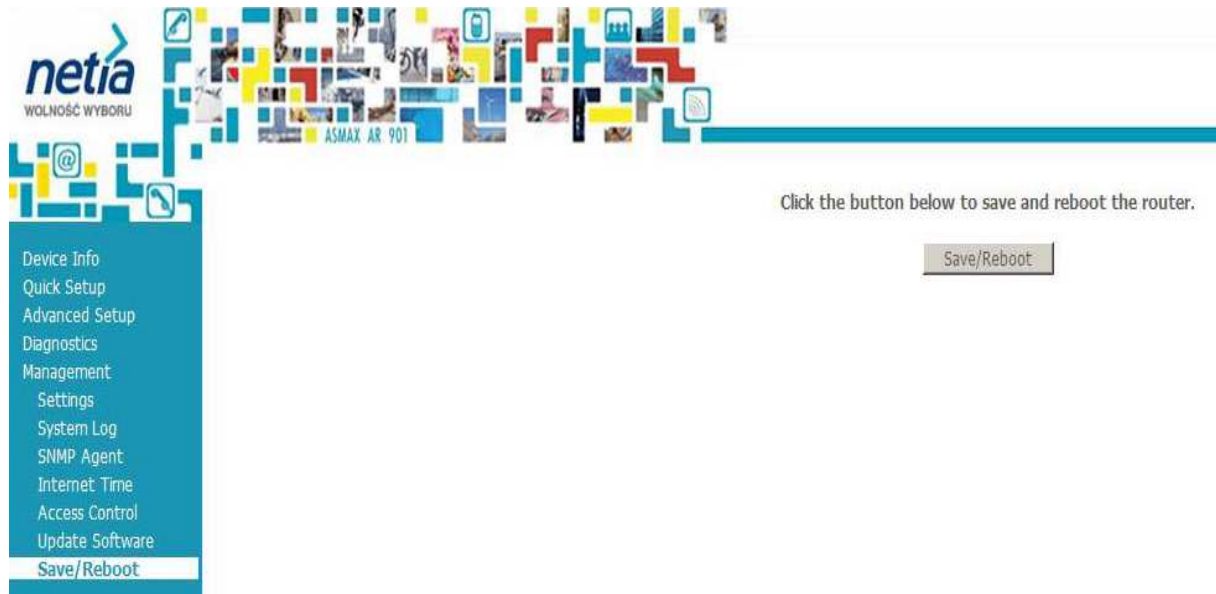 netia
WOLNOŚĆ WYBORU
ASMAX AR 901
@
Click the button below to save and reboot the router.
Save/Reboot
Device Info
Quick Setup
Advanced Setup
Diagnostics
Management
Settings
System Log
SNMP Agent
Internet Time
Access Control
Update Software
Save/Reboot